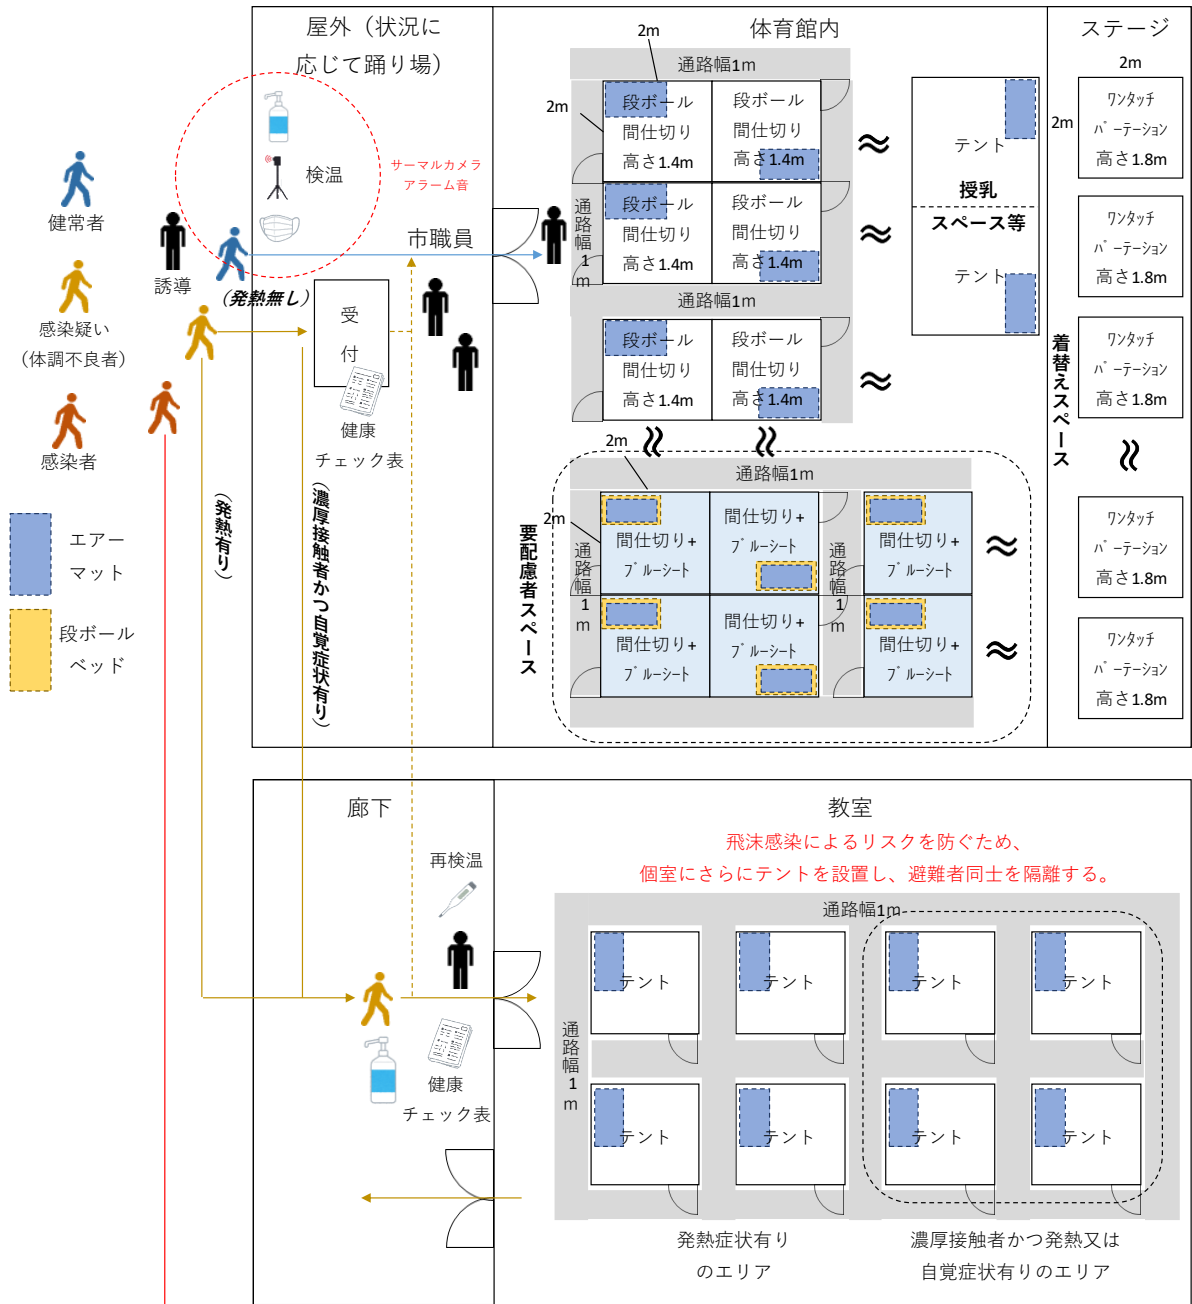 屋外（状況に
応じて踊り場）
検温
サーマルカメラ
アラーム音
健常者
誘導
感染疑い
(体調不良者)
感染者
(発熱無し)
市職員
受
付
健康
チェック表
(発熱有り)
(濃厚接触者かつ自覚症状有り)
エアー
マット
段ボール
ベッド
体育館内
2m
通路幅1m
2m
段ボール
間仕切り
高さ1.4m
段ボール
間仕切り
高さ1.4m
段ボール
間仕切り
高さ1.4m
段ボール
間仕切り
高さ1.4m
通路幅1m
通路幅1m
段ボール
間仕切り
高さ1.4m
段ボール
間仕切り
高さ1.4m
≈
≈
≈
≈
≈
テント
授乳
スペース等
テント
要配慮者スペース
2m
通路幅1m
2m
通路幅1m
間仕切り+
ﾌﾞﾙｰｼｰﾄ
間仕切り+
ﾌﾞﾙｰｼｰﾄ
通路幅1m
間仕切り+
ﾌﾞﾙｰｼｰﾄ
間仕切り+
ﾌﾞﾙｰｼｰﾄ
間仕切り+
ﾌﾞﾙｰｼｰﾄ
間仕切り+
ﾌﾞﾙｰｼｰﾄ
≈
≈
ステージ
2m
2m
ﾜﾝﾀｯﾁ
ﾊﾟｰﾃｰｼｮﾝ
高さ1.8m
ﾜﾝﾀｯﾁ
ﾊﾟｰﾃｰｼｮﾝ
高さ1.8m
着替えスペース
ﾜﾝﾀｯﾁ
ﾊﾟｰﾃｰｼｮﾝ
高さ1.8m
≈
ﾜﾝﾀｯﾁ
ﾊﾟｰﾃｰｼｮﾝ
高さ1.8m
ﾜﾝﾀｯﾁ
ﾊﾟｰﾃｰｼｮﾝ
高さ1.8m
廊下
再検温
健康
チェック表
教室
飛沫感染によるリスクを防ぐため、
個室にさらにテントを設置し、避難者同士を隔離する。
通路幅1m
通路幅1m
テント
テント
テント
テント
テント
テント
テント
テント
発熱症状有り
のエリア
濃厚接触者かつ発熱又は
自覚症状有りのエリア